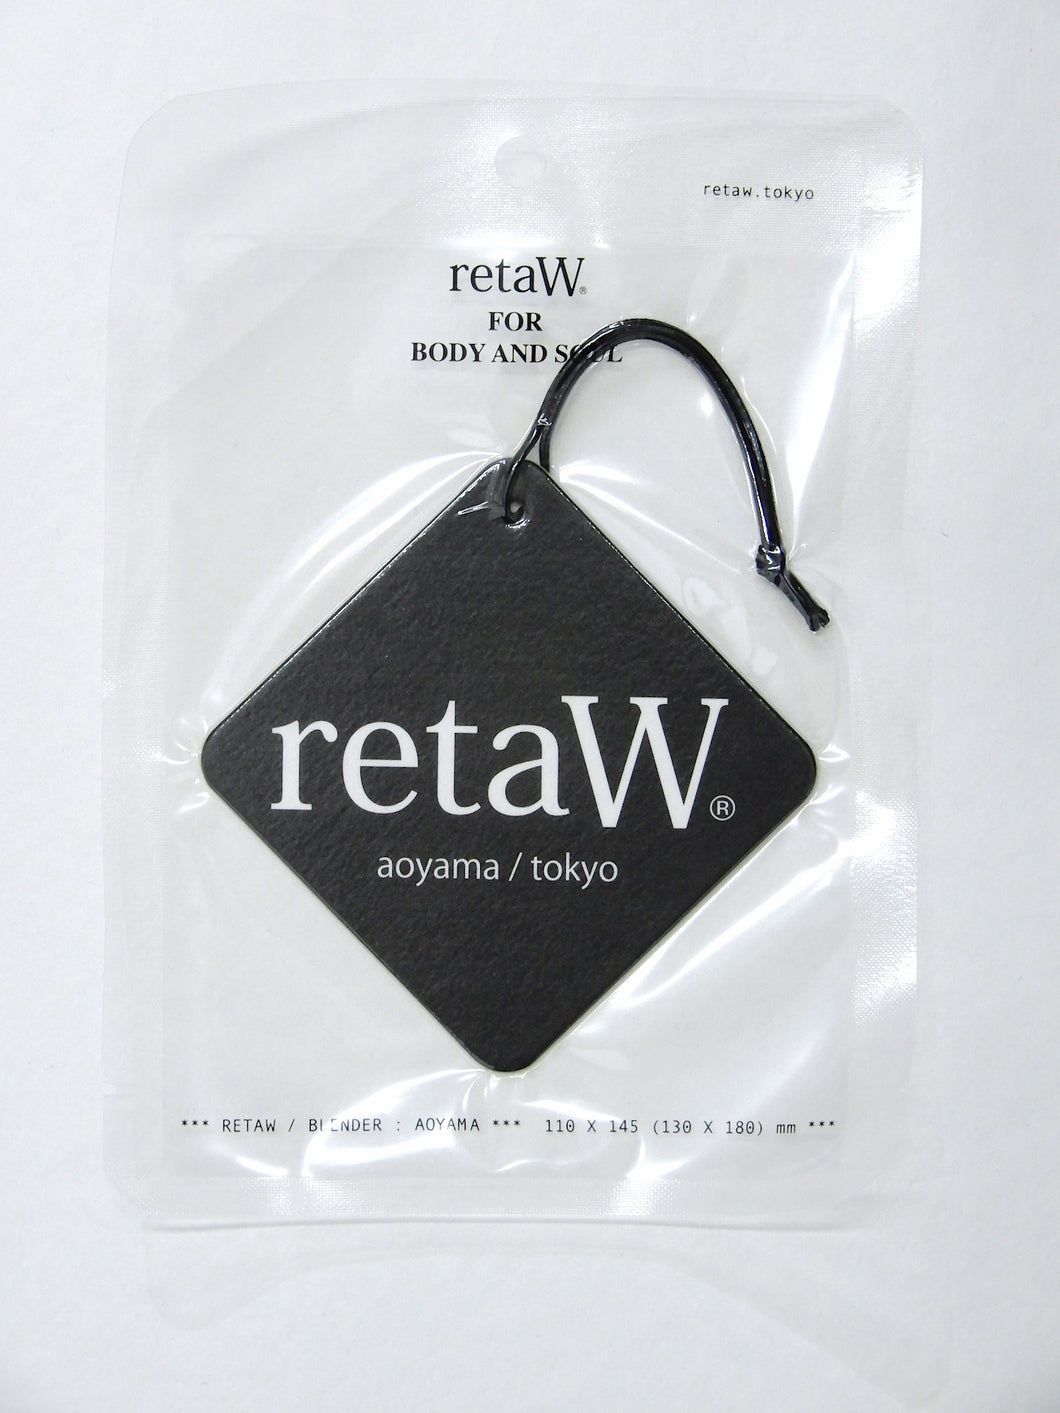 retaw.tokyo
retaW®
FOR
BODY AND SOUL
retaW®
aoyama / tokyo
*** RETAW / BLENDER : AOYAMA *** 110 X 145 (130 X 180) mm ***